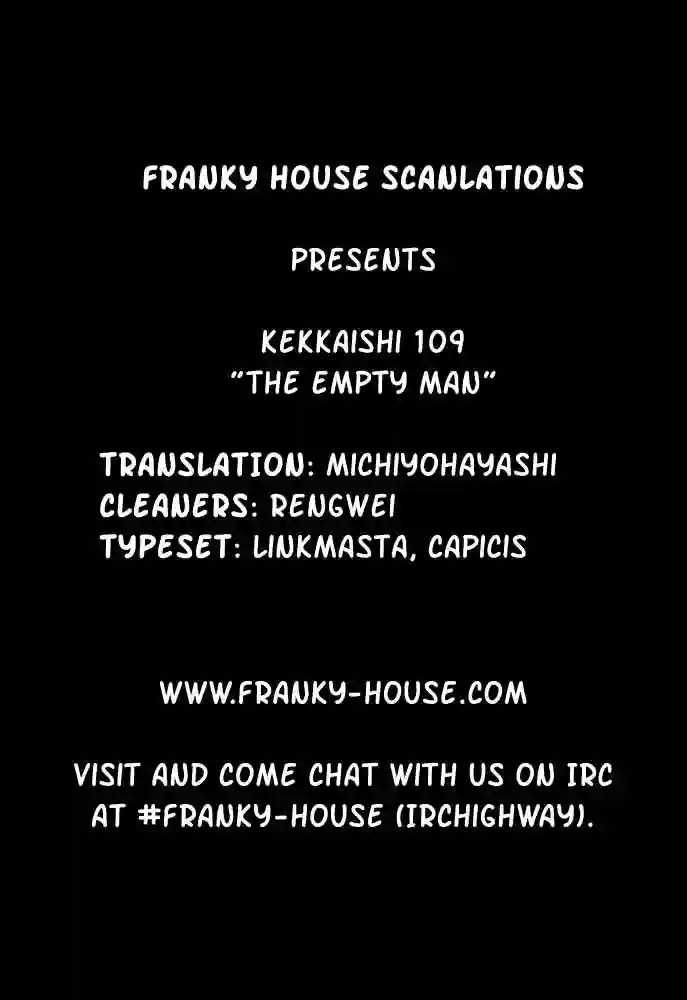 FRANKY HOUSE SCANLATIONS
PRESENTS
KEKKAISHI 109
"THE EMPTY MAN"
TRANSLATION: MICHIYOHAYASHI
CLEANERS: RENGWEI
TYPESET: LINKMASTA, CAPICIS
WWW.FRANKY-HOUSE.COM
VISIT AND COME CHAT WITH US ON IRC
AT #FRANKY-HOUSE (IRCHIGHWAY).